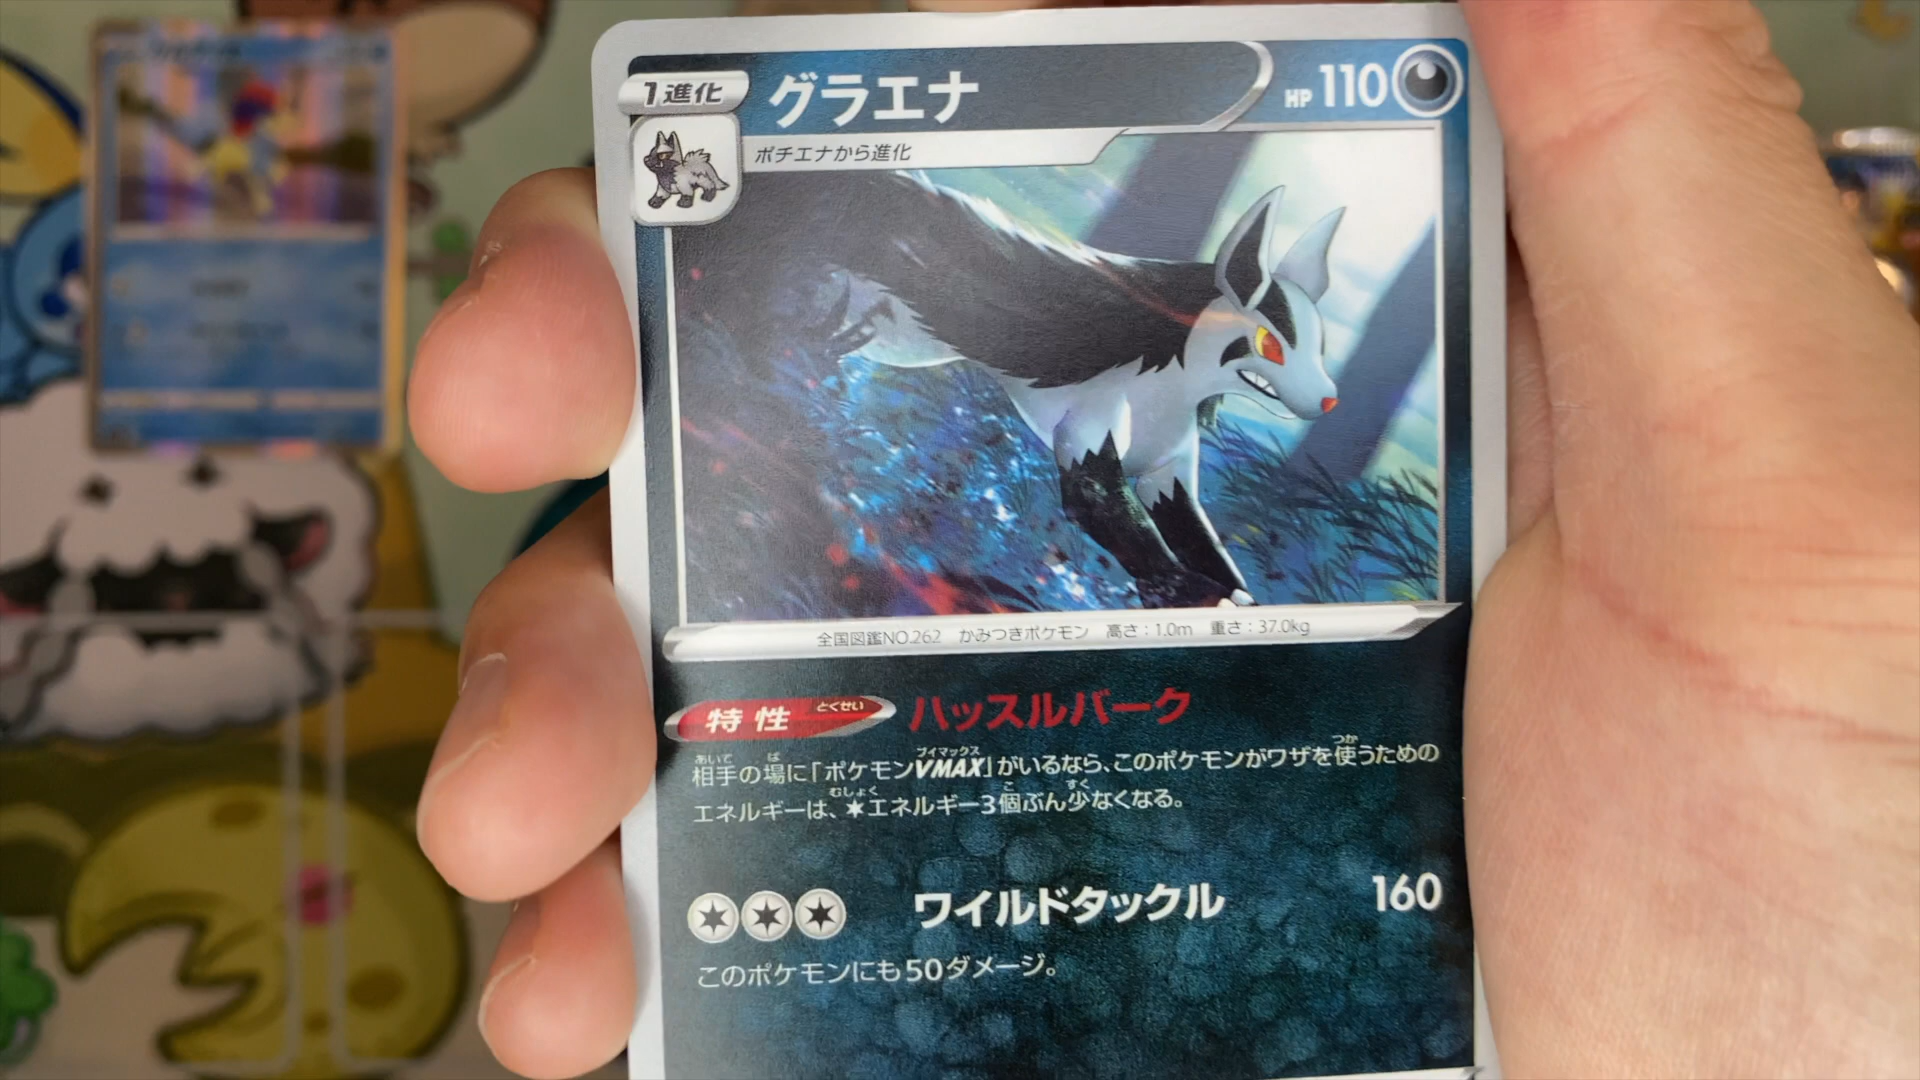 1進化
グラエナ
HP 110
ポチエナから進化
全国図鑑NO.262 かみつきポケモン 高さ:1.0m 重さ:37.0kg
特性 とくせい
ハッスルバーク
あいて ば ブイマックス つか
相手の場に「ポケモンVMAX」がいるなら、このポケモンがワザを使うための
むしょく こ すく
エネルギーは、エネルギー3個ぶん少なくなる。
ワイルドタックル 160
このポケモンにも50ダメージ。